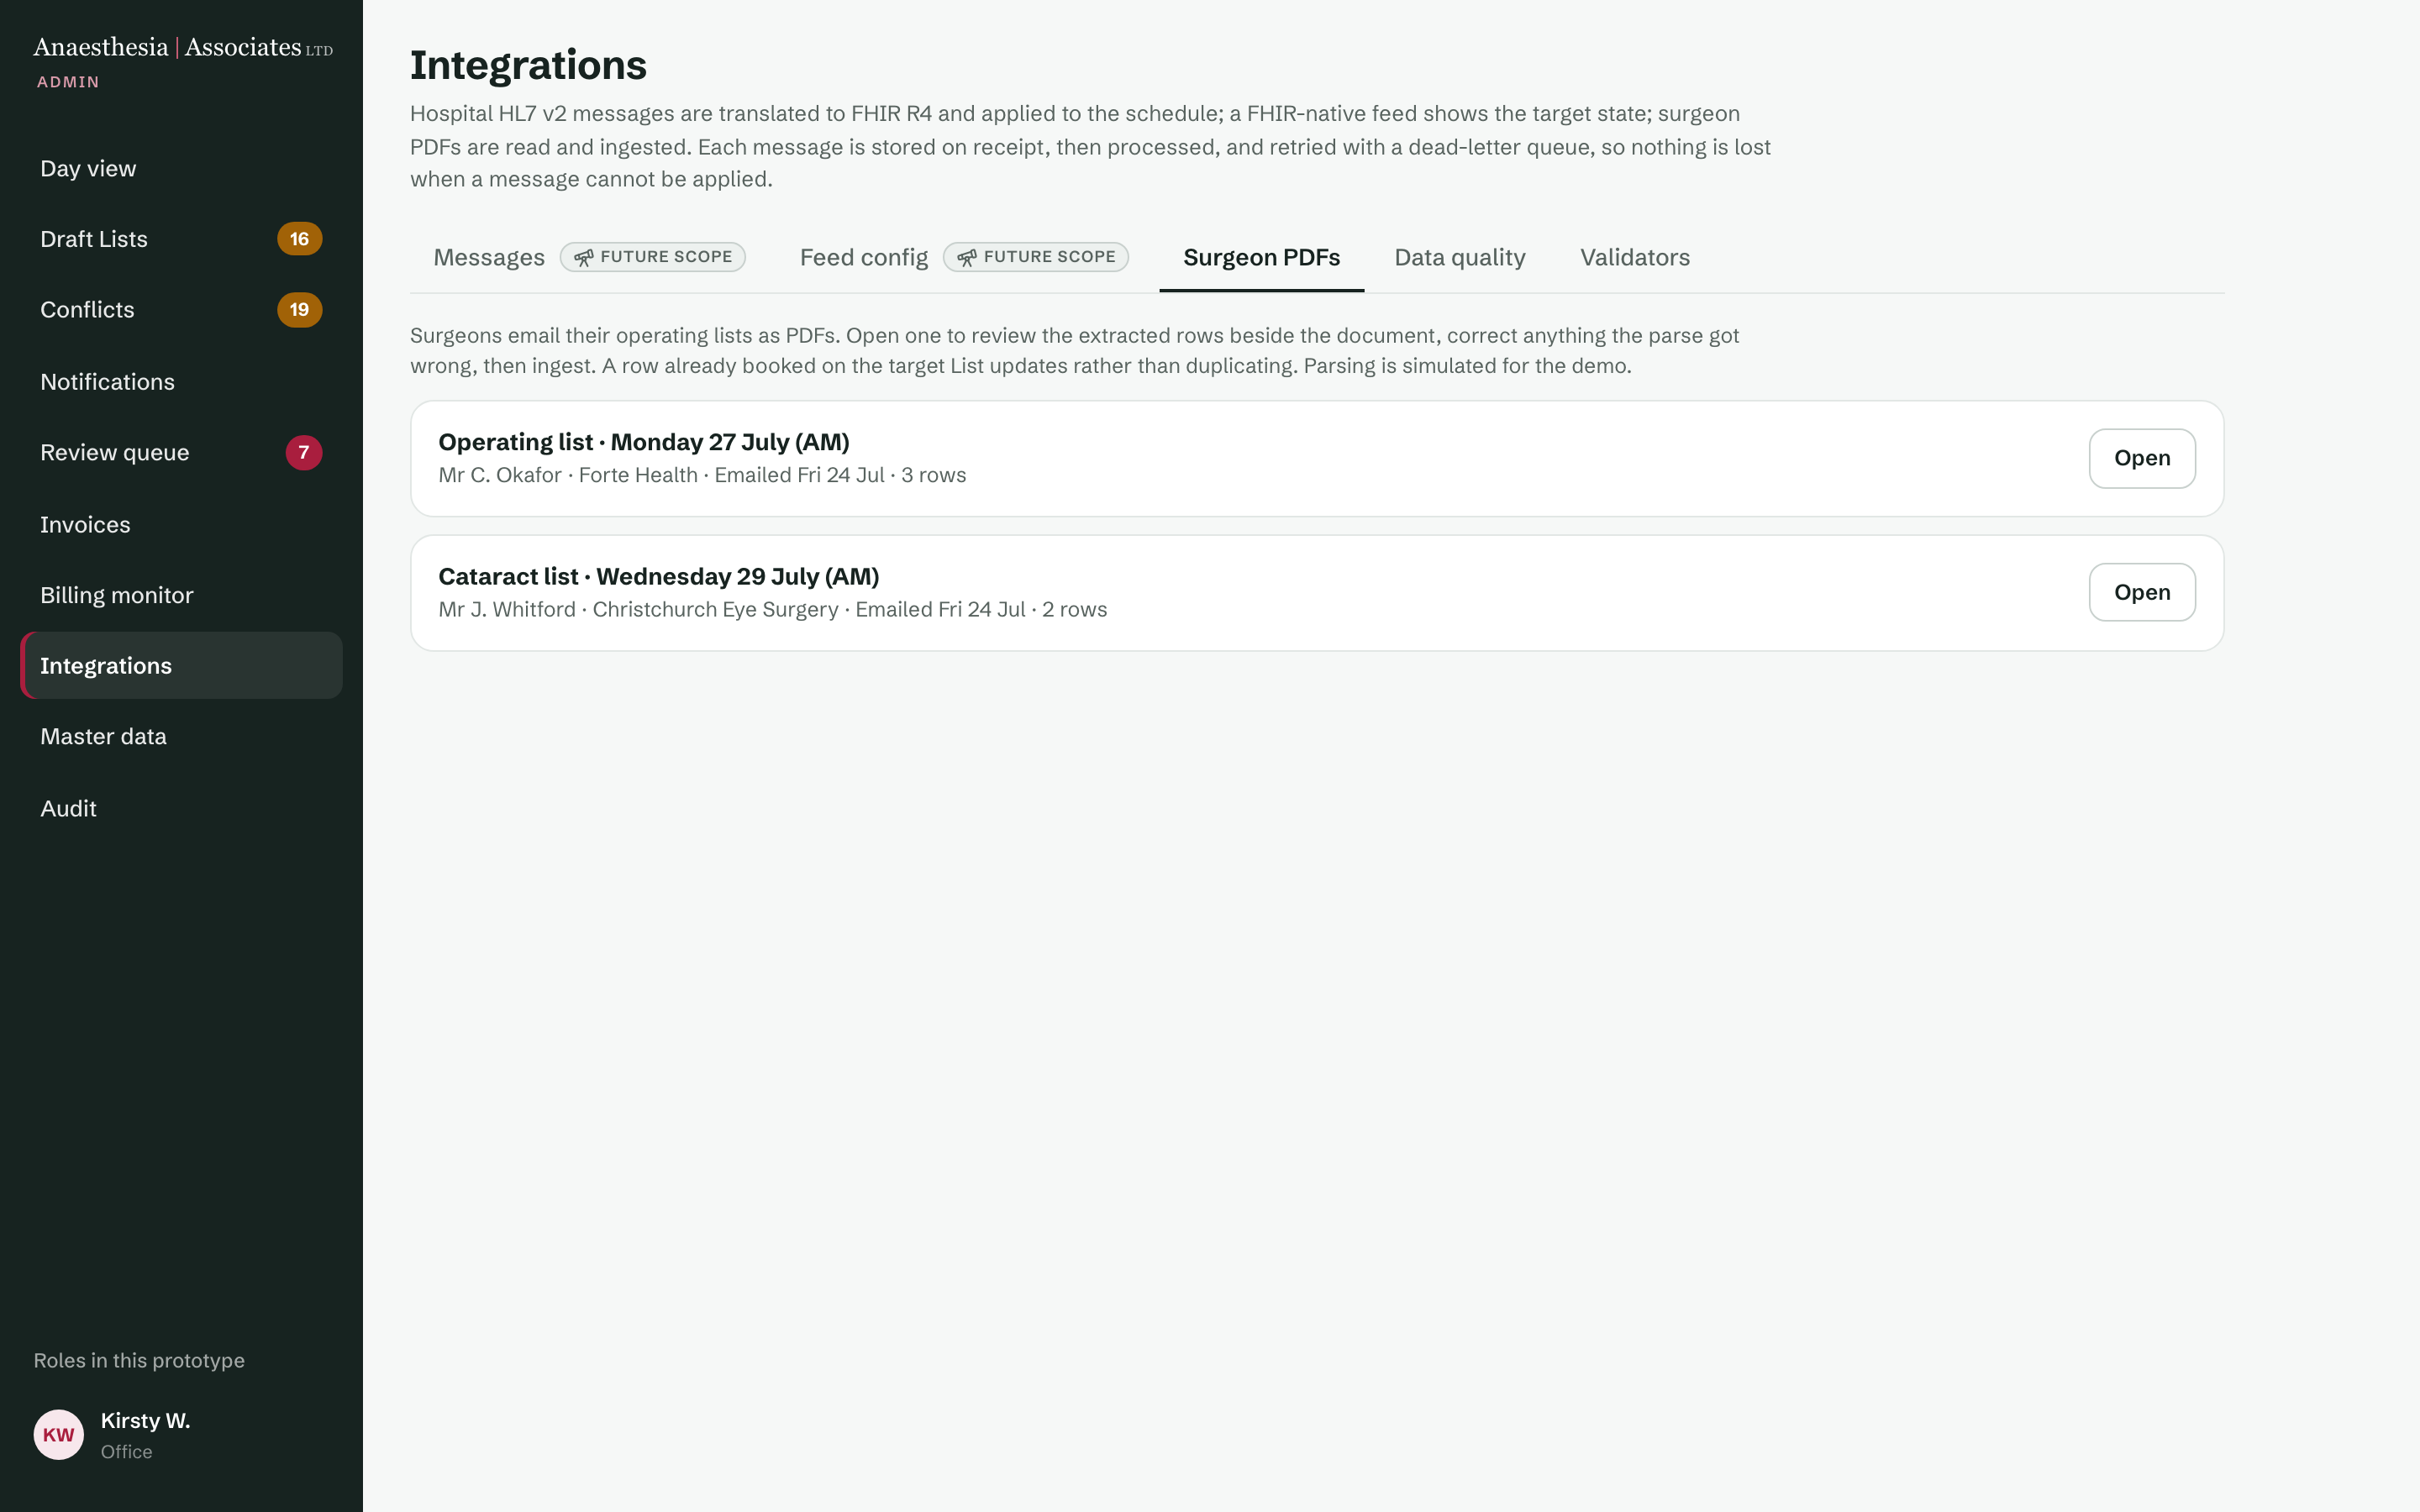 Anaesthesia | Associates LTD
ADMIN
Day view
Draft Lists 16
Conflicts 19
Notifications
Review queue 7
Invoices
Billing monitor
Integrations
Master data
Audit
Roles in this prototype
KW
Kirsty W.
Office
Integrations
Hospital HL7 v2 messages are translated to FHIR R4 and applied to the schedule; a FHIR-native feed shows the target state; surgeon
PDFs are read and ingested. Each message is stored on receipt, then processed, and retried with a dead-letter queue, so nothing is lost
when a message cannot be applied.
Messages FUTURE SCOPE Feed config FUTURE SCOPE Surgeon PDFs Data quality Validators
Surgeons email their operating lists as PDFs. Open one to review the extracted rows beside the document, correct anything the parse got
wrong, then ingest. A row already booked on the target List updates rather than duplicating. Parsing is simulated for the demo.
Operating list · Monday 27 July (AM)
Mr C. Okafor · Forte Health · Emailed Fri 24 Jul · 3 rows
Open
Cataract list · Wednesday 29 July (AM)
Mr J. Whitford · Christchurch Eye Surgery · Emailed Fri 24 Jul · 2 rows
Open